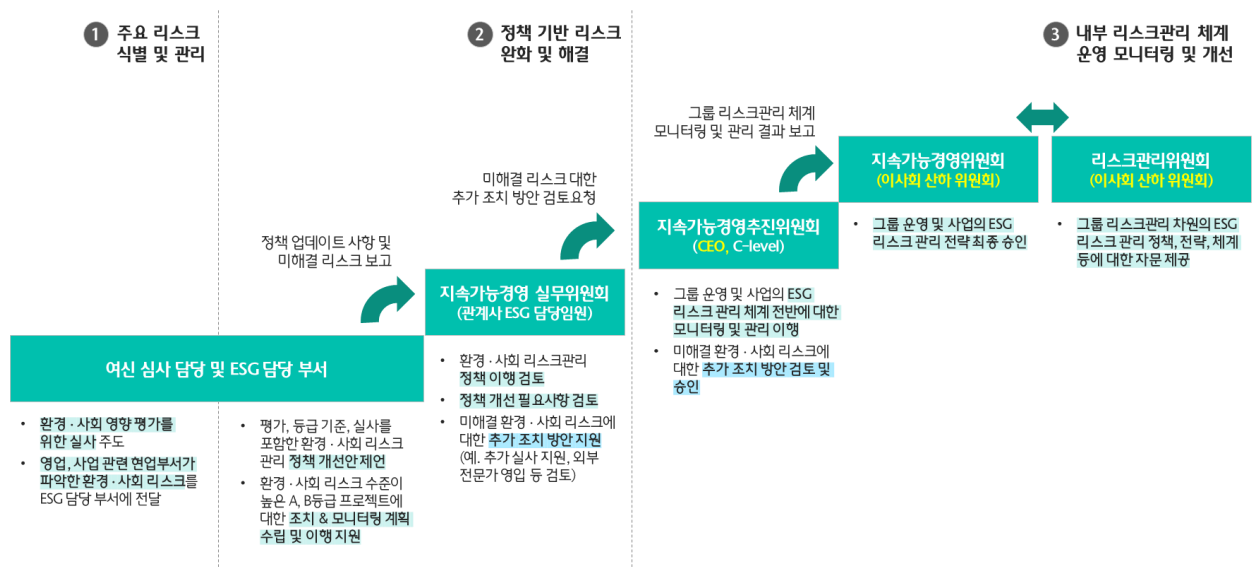 1 주요 리스크
식별 및 관리
2 정책 기반 리스크
완화 및 해결
3 내부 리스크관리 체계
운영 모니터링 및 개선
정책 업데이트 사항 및
미해결 리스크 보고
미해결 리스크 대한
추가 조치 방안 검토요청
그룹 리스크관리 체계
모니터링 및 관리 결과 보고
여신 심사 담당 및 ESG 담당 부서
• 환경·사회 영향 평가를
위한 실사 주도
• 영업, 사업 관련 현업부서가
파악한 환경·사회 리스크를
ESG 담당 부서에 전달
• 평가, 등급 기준, 실사를
포함한 환경·사회 리스크
관리 정책 개선안 제언
• 환경·사회 리스크 수준이
높은 A, B등급 프로젝트에
대한 조치 & 모니터링 계획
수립 및 이행 지원
지속가능경영 실무위원회
(관계사 ESG 담당임원)
• 환경·사회 리스크관리
정책 이행 검토
• 정책 개선 필요사항 검토
• 미해결 환경·사회 리스크에
대한 추가 조치 방안 지원
(예. 추가 실사 지원, 외부
전문가 영입 등 검토)
지속가능경영추진위원회
(CEO, C-level)
• 그룹 운영 및 사업의 ESG
리스크 관리 체계 전반에 대한
모니터링 및 관리 이행
• 미해결 환경·사회 리스크에
대한 추가 조치 방안 검토 및
승인
지속가능경영위원회
(이사회 산하 위원회)
• 그룹 운영 및 사업의 ESG
리스크 관리 전략 최종 승인
리스크관리위원회
(이사회 산하 위원회)
• 그룹 리스크관리 차원의 ESG
리스크 관리 정책, 전략, 체계
등에 대한 자문 제공